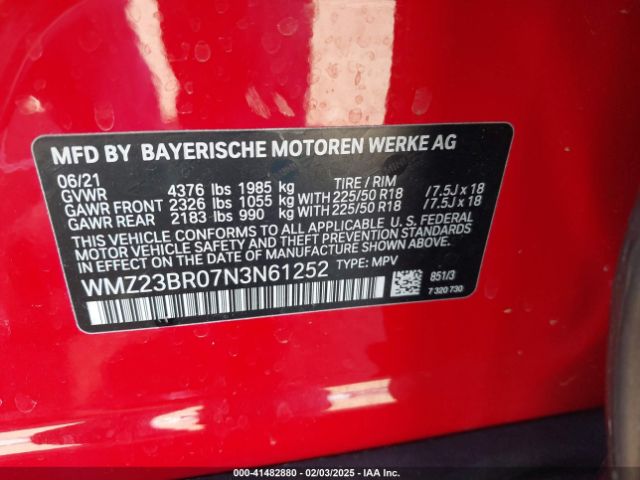 MFD BY BAYERISCHE MOTOREN WERKE AG
06/21 TIRE / RIM
GVWR 4376 lbs 1985 kg
GAWR FRONT 2326 lbs 1055 kg WITH 225/50 R18 /7.5J x 18
GAWR REAR 2183 lbs 990 kg WITH 225/50 R18 /7.5J x 18
THIS VEHICLE CONFORMS TO ALL APPLICABLE U. S. FEDERAL
MOTOR VEHICLE SAFETY, BUMPER, AND THEFT PREVENTION
STANDARDS IN EFFECT ON THE DATE OF MANUFACTURE SHOWN ABOVE.
WMZ23BR07N3N61252 TYPE: MPV
851/3
7 320 730
000-41482880 - 02/03/2025 - IAA Inc.